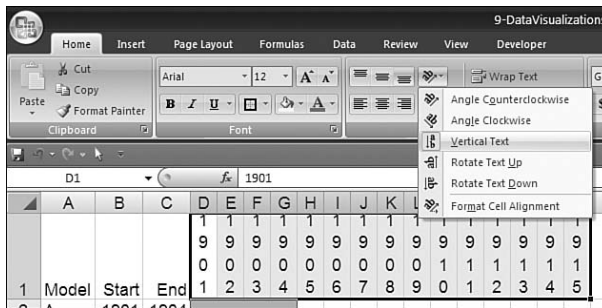 9-DataVisualizations
Home Insert Page Layout Formulas Data Review View Developer
Cut
Copy
Format Painter
Paste
Clipboard
Arial 12 A A
B I U A
Font
Wrap Text
Angle Counterclockwise
Angle Clockwise
Vertical Text
Rotate Text Up
Rotate Text Down
Format Cell Alignment
D1 fx 1901
A B C D E F G H I J K
1 1 1 1 1 1 1 1 1 1 1 1 1 1 1
9 9 9 9 9 9 9 9 9 9 9 9 9 9 9
0 0 0 0 0 0 0 0 0 1 1 1 1 1 1
1 Model Start End 1 2 3 4 5 6 7 8 9 0 1 2 3 4 5